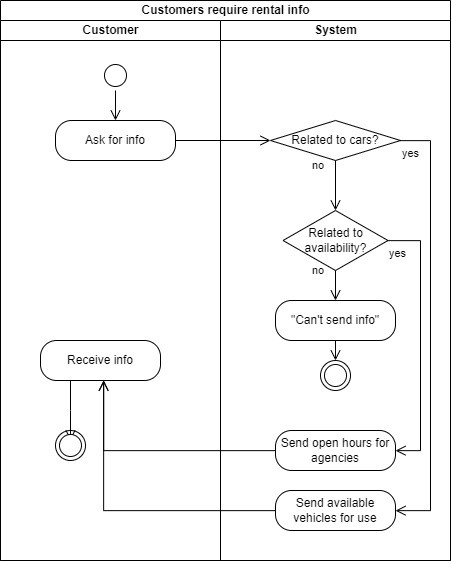 Customers require rental info
Customer
System
Ask for info
Related to cars?
yes
no
Related to
availability?
yes
no
"Can't send info"
Receive info
Send open hours for
agencies
Send available
vehicles for use